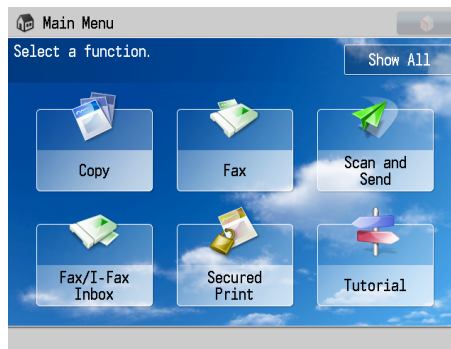 Main Menu
Select a function.
Show All
Copy
Fax
Scan and
Send
Fax/I-Fax
Inbox
Secured
Print
Tutorial